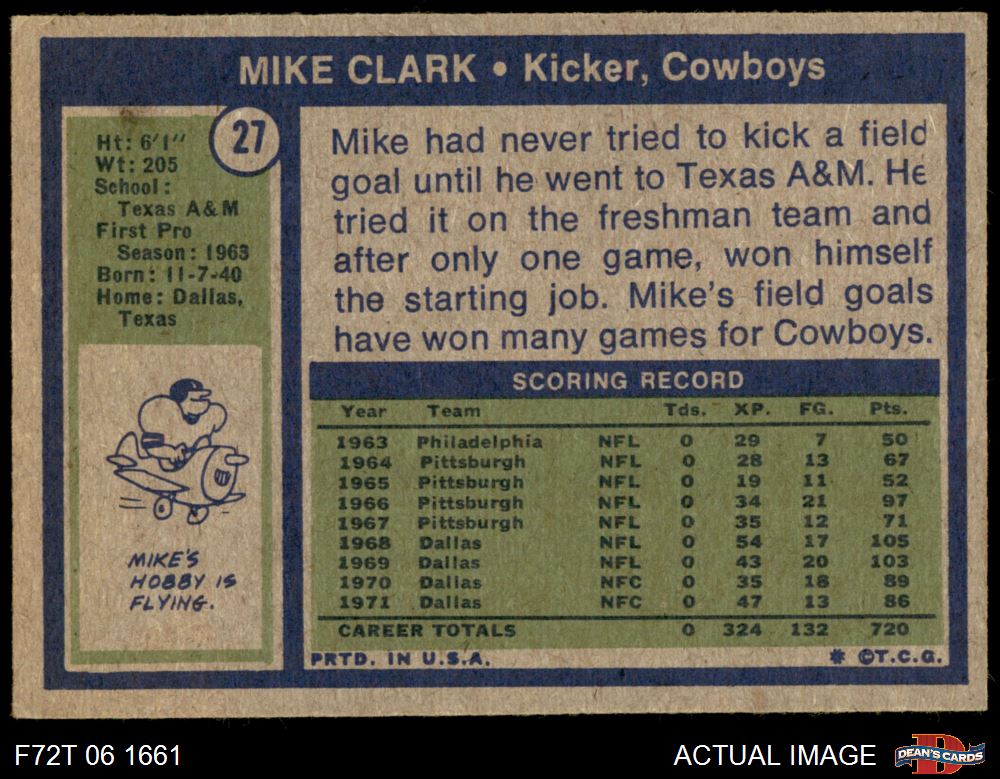 MIKE CLARK • Kicker, Cowboys
27
Ht: 6'1"
Wt: 205
School:
Texas A&M
First Pro
Season: 1963
Born: 11-7-40
Home: Dallas,
Texas
Mike had never tried to kick a field
goal until he went to Texas A&M. He
tried it on the freshman team and
after only one game, won himself
the starting job. Mike's field goals
have won many games for Cowboys.
MIKE'S
HOBBY IS
FLYING.
SCORING RECORD
Year Team Tds. XP. FG. Pts.
1963 Philadelphia NFL 0 29 7 50
1964 Pittsburgh NFL 0 28 13 67
1965 Pittsburgh NFL 0 19 11 52
1966 Pittsburgh NFL 0 34 21 97
1967 Pittsburgh NFL 0 35 12 71
1968 Dallas NFL 0 54 17 105
1969 Dallas NFL 0 43 20 103
1970 Dallas NFC 0 35 18 89
1971 Dallas NFC 0 47 13 86
CAREER TOTALS 0 324 132 720
PRTD. IN U.S.A. * ©T.C.G.
F72T 06 1661 ACTUAL IMAGE
D
DEAN'S CARDS